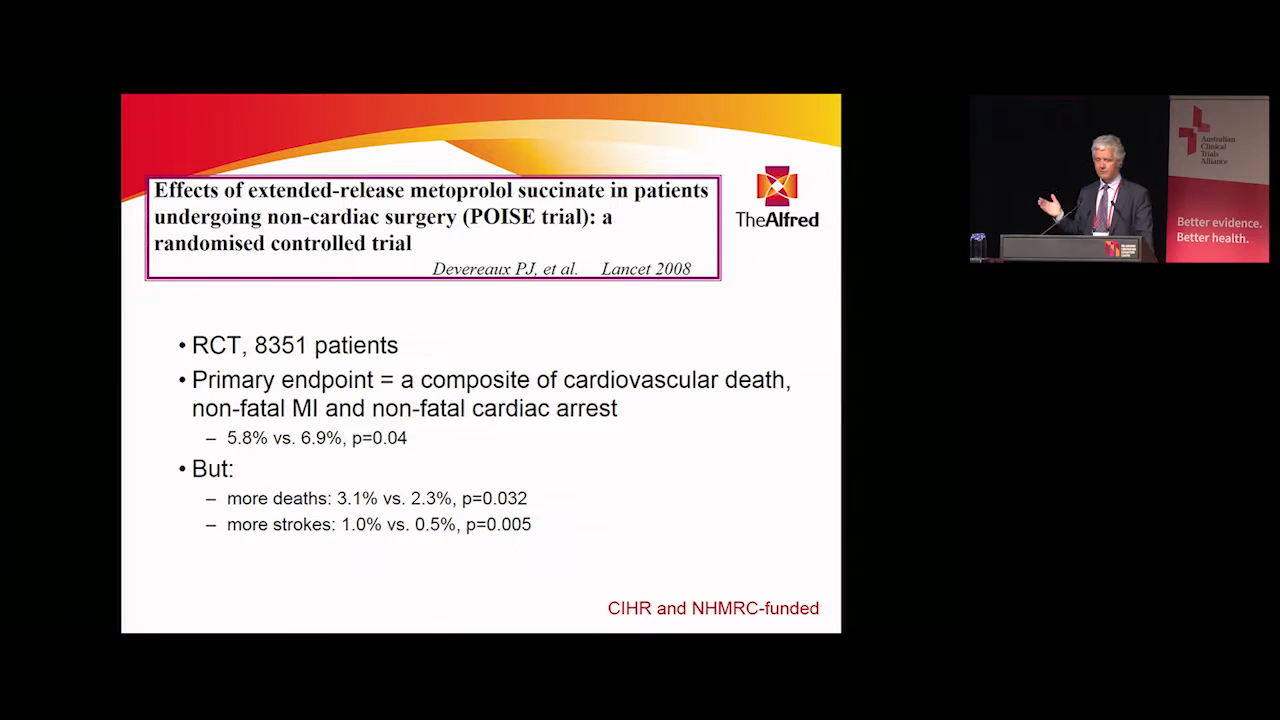 Effects of extended-release metoprolol succinate in patients
undergoing non-cardiac surgery (POISE trial): a
randomised controlled trial
Devereaux PJ, et al. Lancet 2008
TheAlfred
• RCT, 8351 patients
• Primary endpoint = a composite of cardiovascular death,
non-fatal MI and non-fatal cardiac arrest
– 5.8% vs. 6.9%, p=0.04
• But:
– more deaths: 3.1% vs. 2.3%, p=0.032
– more strokes: 1.0% vs. 0.5%, p=0.005
CIHR and NHMRC-funded
Australian
Clinical
Trials
Alliance
Better evidence.
Better health.